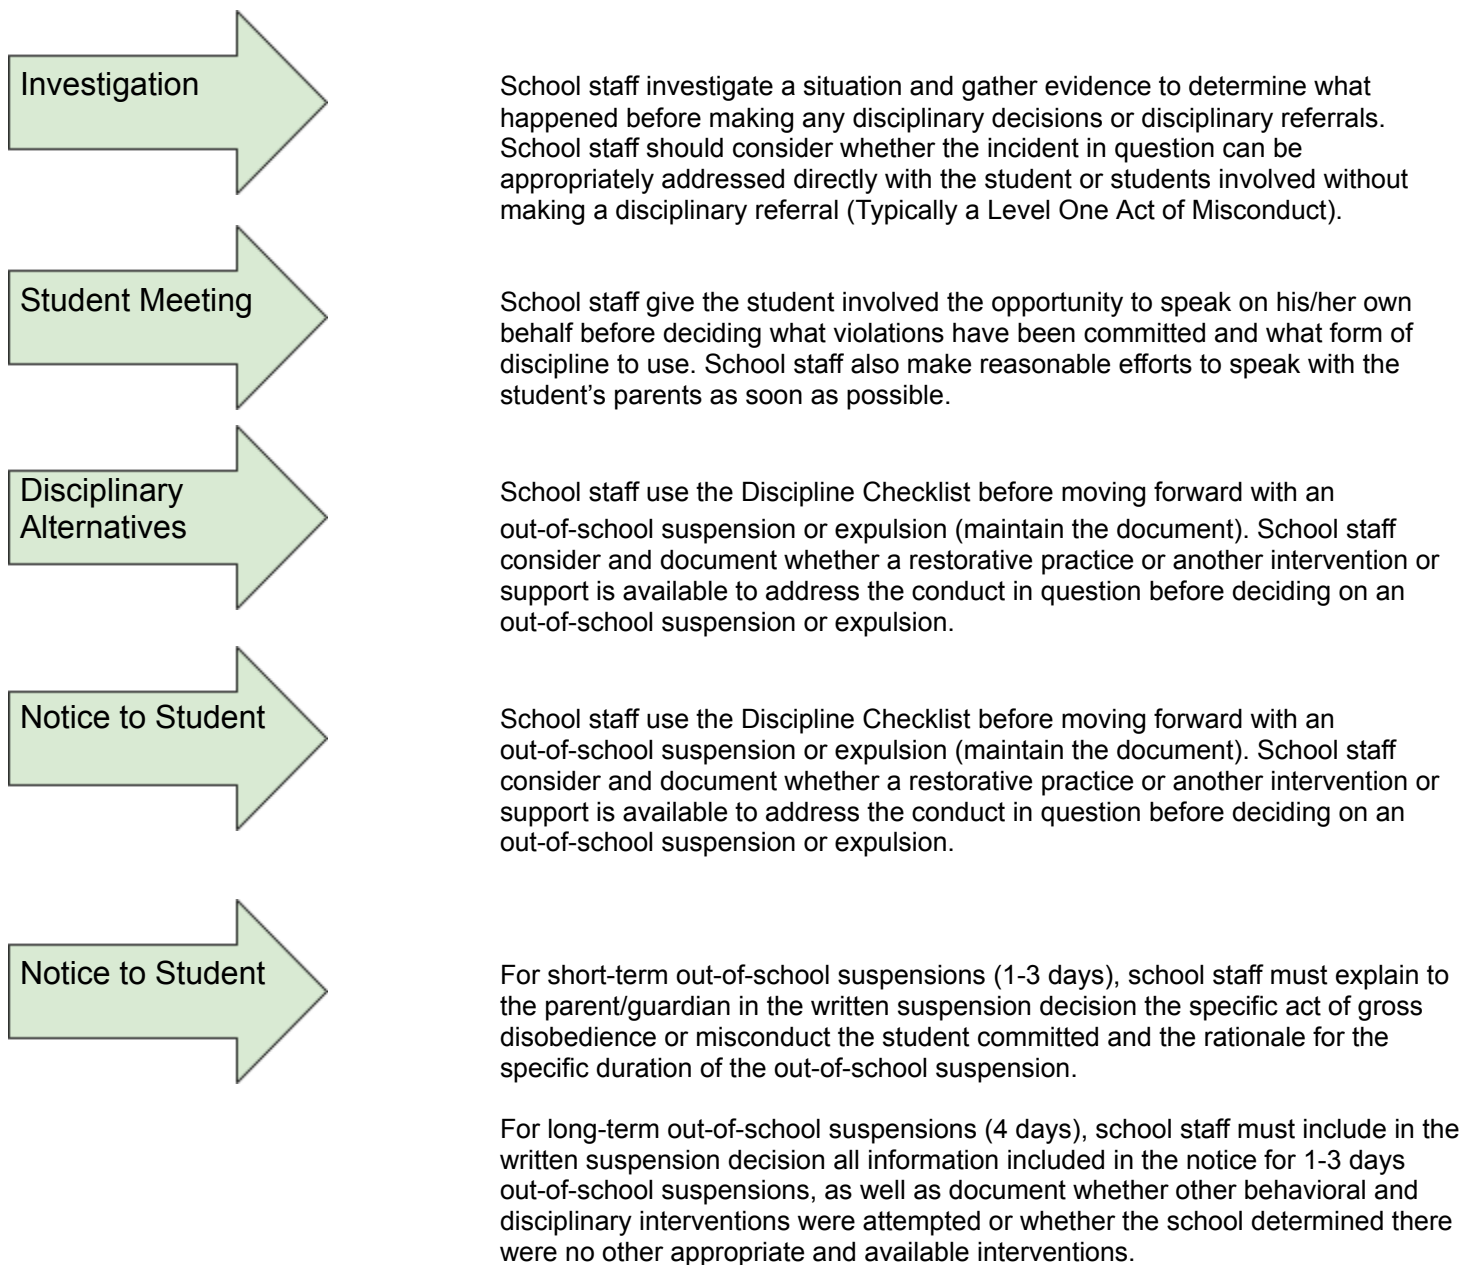 Investigation
School staff investigate a situation and gather evidence to determine what
happened before making any disciplinary decisions or disciplinary referrals.
School staff should consider whether the incident in question can be
appropriately addressed directly with the student or students involved without
making a disciplinary referral (Typically a Level One Act of Misconduct).
Student Meeting
School staff give the student involved the opportunity to speak on his/her own
behalf before deciding what violations have been committed and what form of
discipline to use. School staff also make reasonable efforts to speak with the
student’s parents as soon as possible.
Disciplinary
Alternatives
School staff use the Discipline Checklist before moving forward with an
out-of-school suspension or expulsion (maintain the document). School staff
consider and document whether a restorative practice or another intervention or
support is available to address the conduct in question before deciding on an
out-of-school suspension or expulsion.
Notice to Student
School staff use the Discipline Checklist before moving forward with an
out-of-school suspension or expulsion (maintain the document). School staff
consider and document whether a restorative practice or another intervention or
support is available to address the conduct in question before deciding on an
out-of-school suspension or expulsion.
Notice to Student
For short-term out-of-school suspensions (1-3 days), school staff must explain to
the parent/guardian in the written suspension decision the specific act of gross
disobedience or misconduct the student committed and the rationale for the
specific duration of the out-of-school suspension.
For long-term out-of-school suspensions (4 days), school staff must include in the
written suspension decision all information included in the notice for 1-3 days
out-of-school suspensions, as well as document whether other behavioral and
disciplinary interventions were attempted or whether the school determined there
were no other appropriate and available interventions.